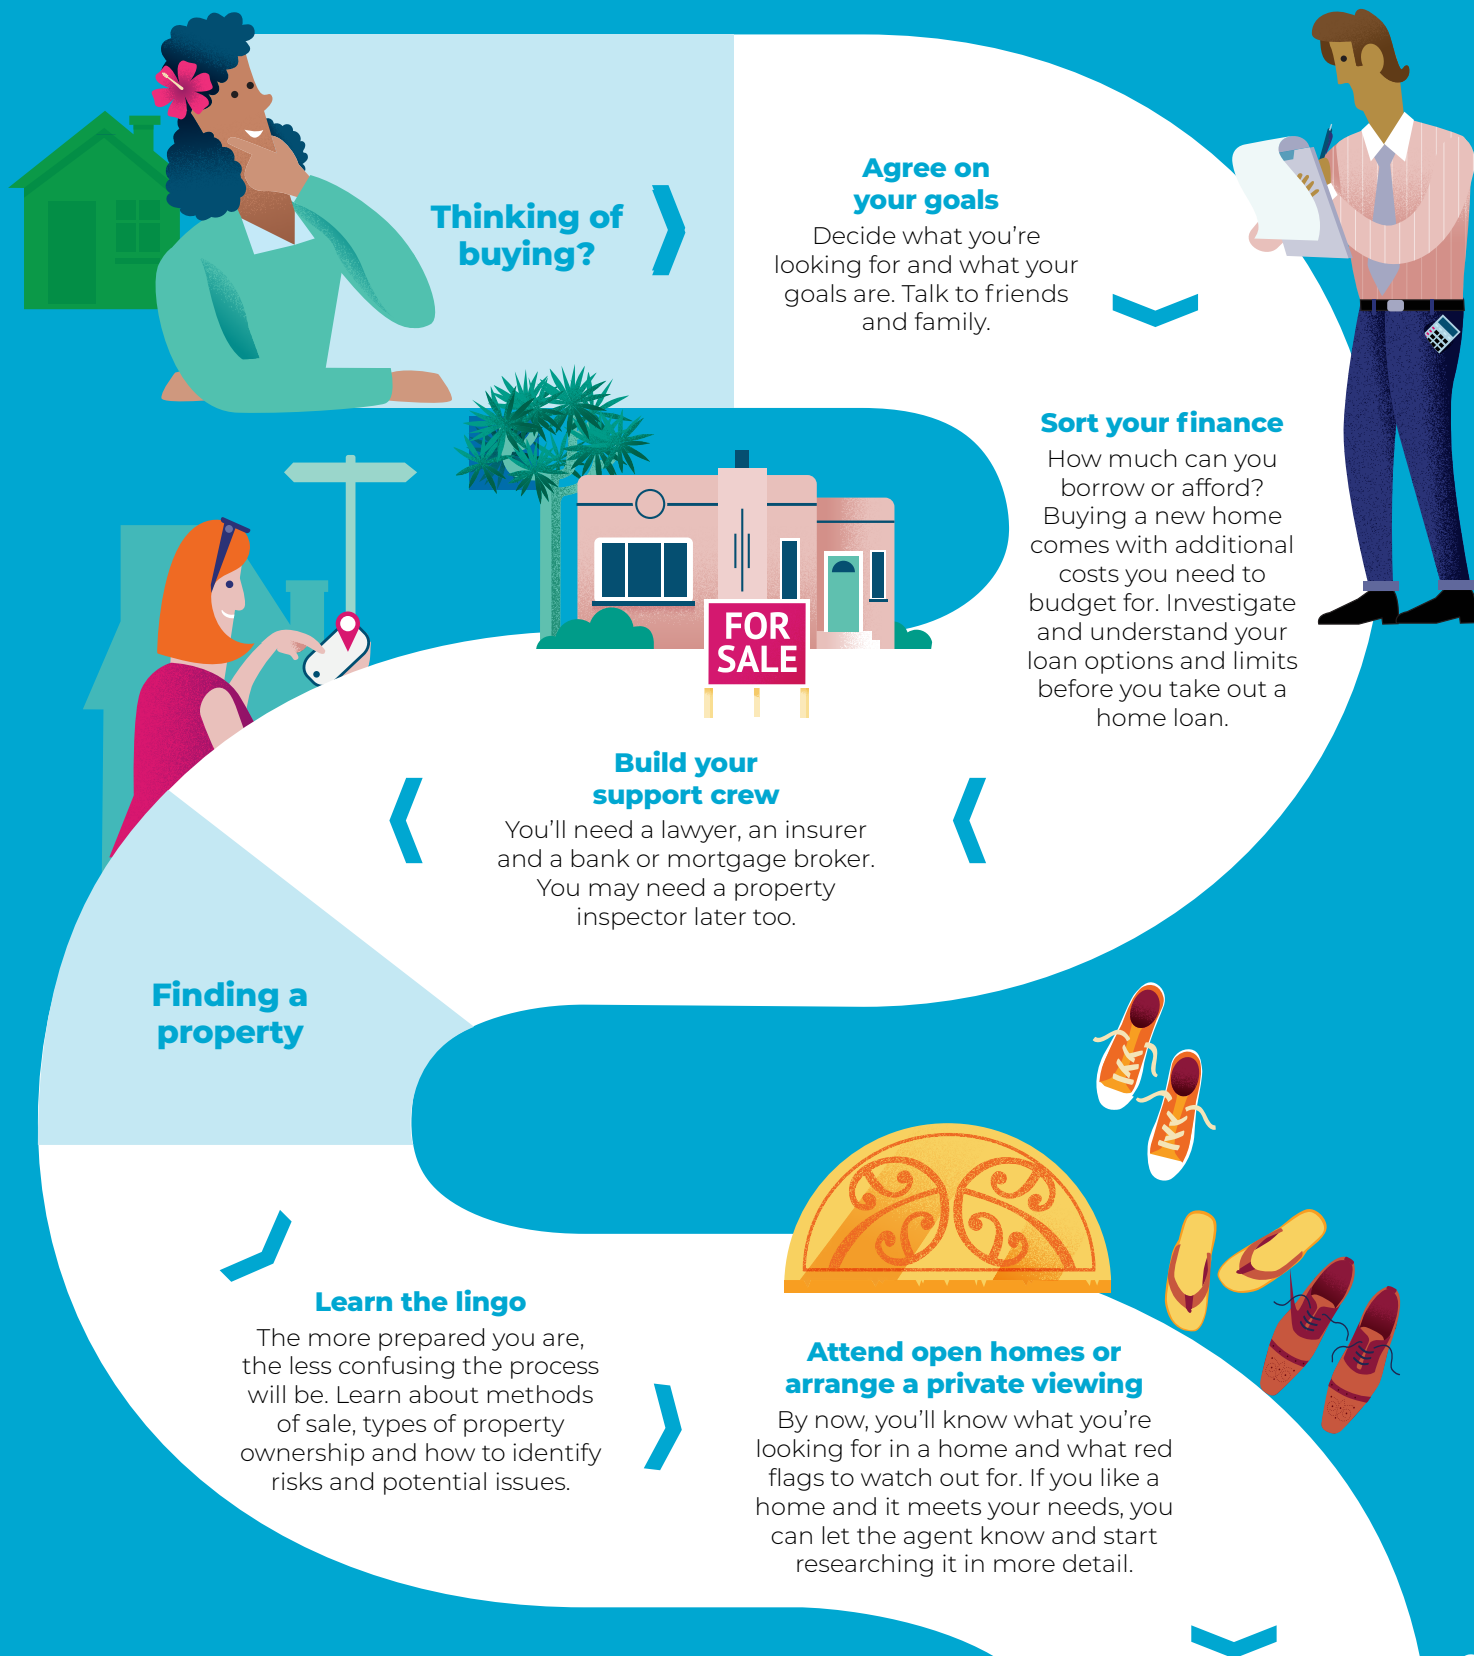 Thinking of
buying?
Agree on
your goals
Decide what you’re
looking for and what your
goals are. Talk to friends
and family.
Sort your finance
How much can you
borrow or afford?
Buying a new home
comes with additional
costs you need to
budget for. Investigate
and understand your
loan options and limits
before you take out a
home loan.
FOR
SALE
Build your
support crew
You’ll need a lawyer, an insurer
and a bank or mortgage broker.
You may need a property
inspector later too.
Finding a
property
Learn the lingo
The more prepared you are,
the less confusing the process
will be. Learn about methods
of sale, types of property
ownership and how to identify
risks and potential issues.
Attend open homes or
arrange a private viewing
By now, you’ll know what you’re
looking for in a home and what red
flags to watch out for. If you like a
home and it meets your needs, you
can let the agent know and start
researching it in more detail.